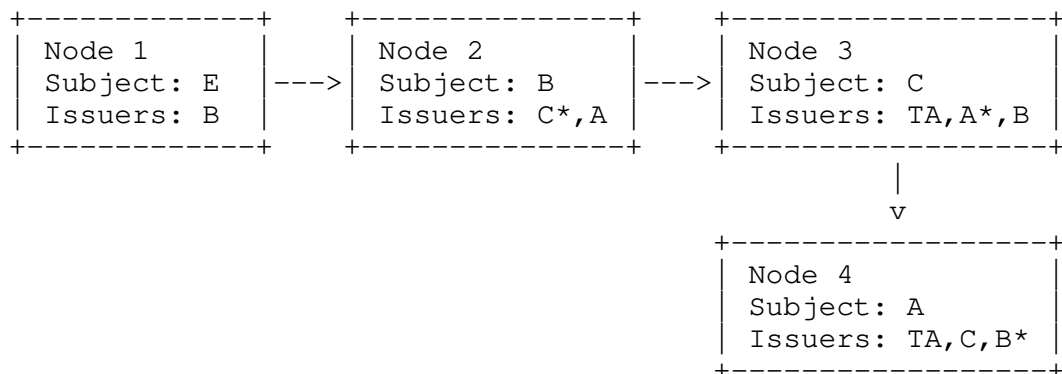 Node 1
Subject: E
Issuers: B
Node 2
Subject: B
Issuers: C*,A
Node 3
Subject: C
Issuers: TA,A*,B
Node 4
Subject: A
Issuers: TA,C,B*